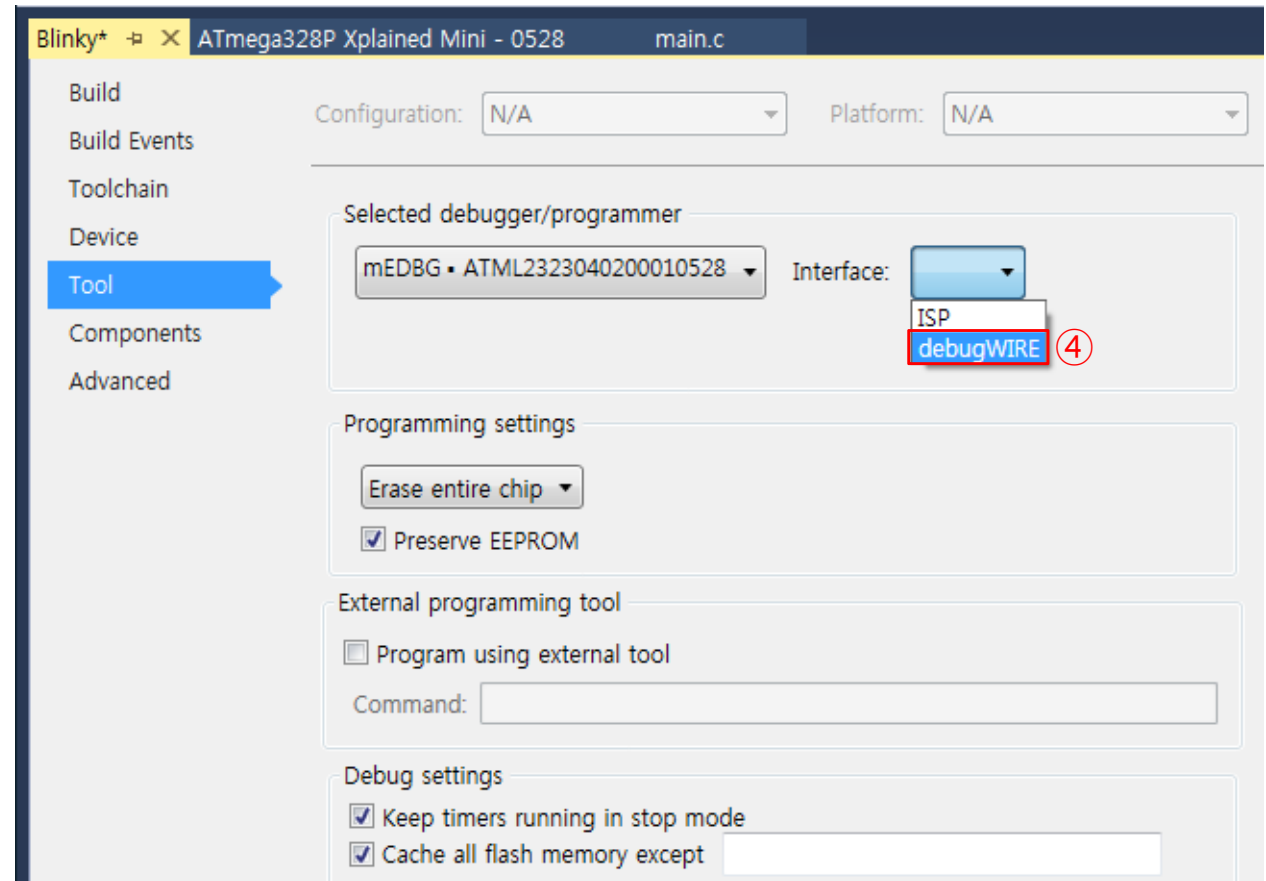 Blinky* ATmega328P Xplained Mini - 0528 main.c
Build
Build Events
Toolchain
Device
Tool
Components
Advanced
Configuration: N/A Platform: N/A
Selected debugger/programmer
mEDBG • ATML2323040200010528 Interface:
ISP
debugWIRE ④
Programming settings
Erase entire chip
Preserve EEPROM
External programming tool
Program using external tool
Command:
Debug settings
Keep timers running in stop mode
Cache all flash memory except